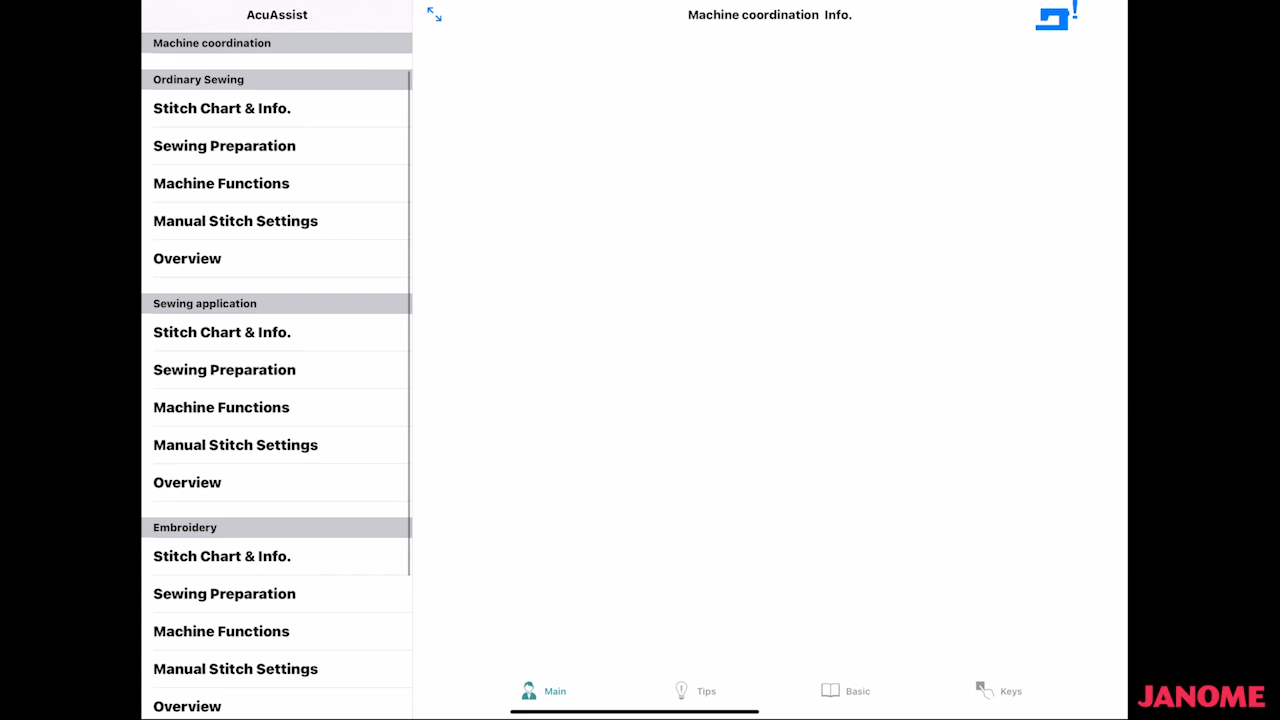 AcuAssist
Machine coordination
Ordinary Sewing
Stitch Chart & Info.
Sewing Preparation
Machine Functions
Manual Stitch Settings
Overview
Sewing application
Stitch Chart & Info.
Sewing Preparation
Machine Functions
Manual Stitch Settings
Overview
Embroidery
Stitch Chart & Info.
Sewing Preparation
Machine Functions
Manual Stitch Settings
Overview
Machine coordination Info.
Main
Tips
Basic
Keys
JANOME